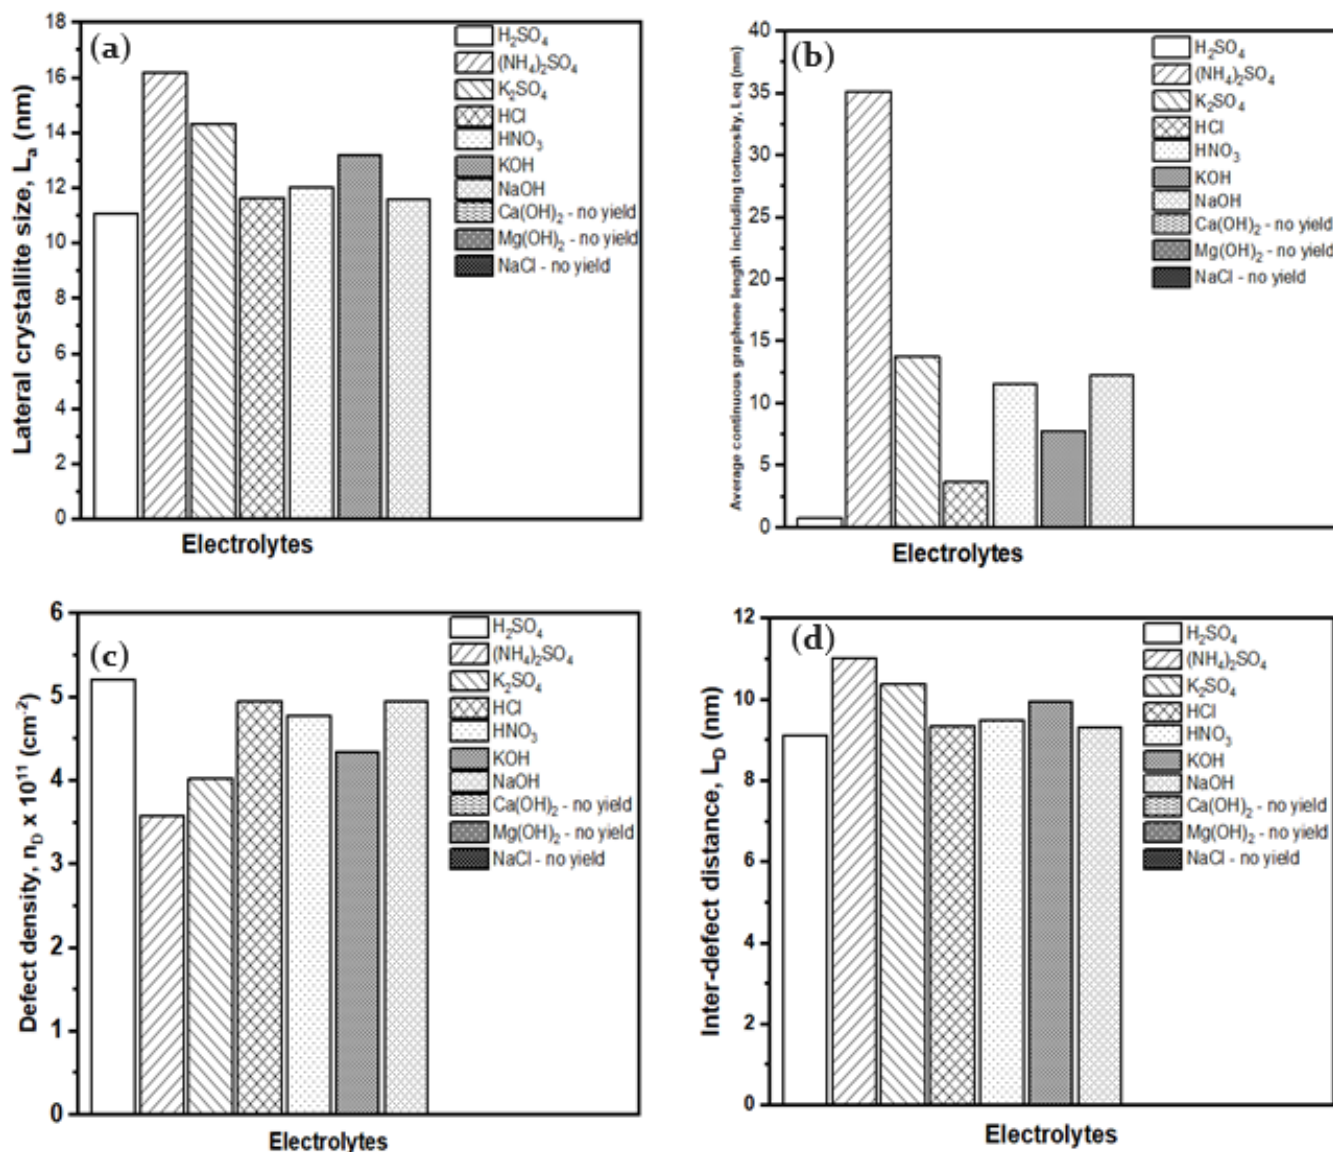 (a)
Lateral crystallite size, Lₐ (nm)
18
16
14
12
10
8
6
4
2
0
H₂SO₄
(NH₄)₂SO₄
K₂SO₄
HCl
HNO₃
KOH
NaOH
Ca(OH)₂ - no yield
Mg(OH)₂ - no yield
NaCl - no yield
Electrolytes
(b)
Average continuous graphene length including tortuosity, Leq (nm)
40
35
30
25
20
15
10
5
0
H₂SO₄
(NH₄)₂SO₄
K₂SO₄
HCl
HNO₃
KOH
NaOH
Ca(OH)₂ - no yield
Mg(OH)₂ - no yield
NaCl - no yield
Electrolytes
(c)
Defect density, n_D x 10¹¹ (cm⁻²)
6
5
4
3
2
1
0
H₂SO₄
(NH₄)₂SO₄
K₂SO₄
HCl
HNO₃
KOH
NaOH
Ca(OH)₂ - no yield
Mg(OH)₂ - no yield
NaCl - no yield
Electrolytes
(d)
Inter-defect distance, L_D (nm)
12
10
8
6
4
2
0
H₂SO₄
(NH₄)₂SO₄
K₂SO₄
HCl
HNO₃
KOH
NaOH
Ca(OH)₂ - no yield
Mg(OH)₂ - no yield
NaCl - no yield
Electrolytes